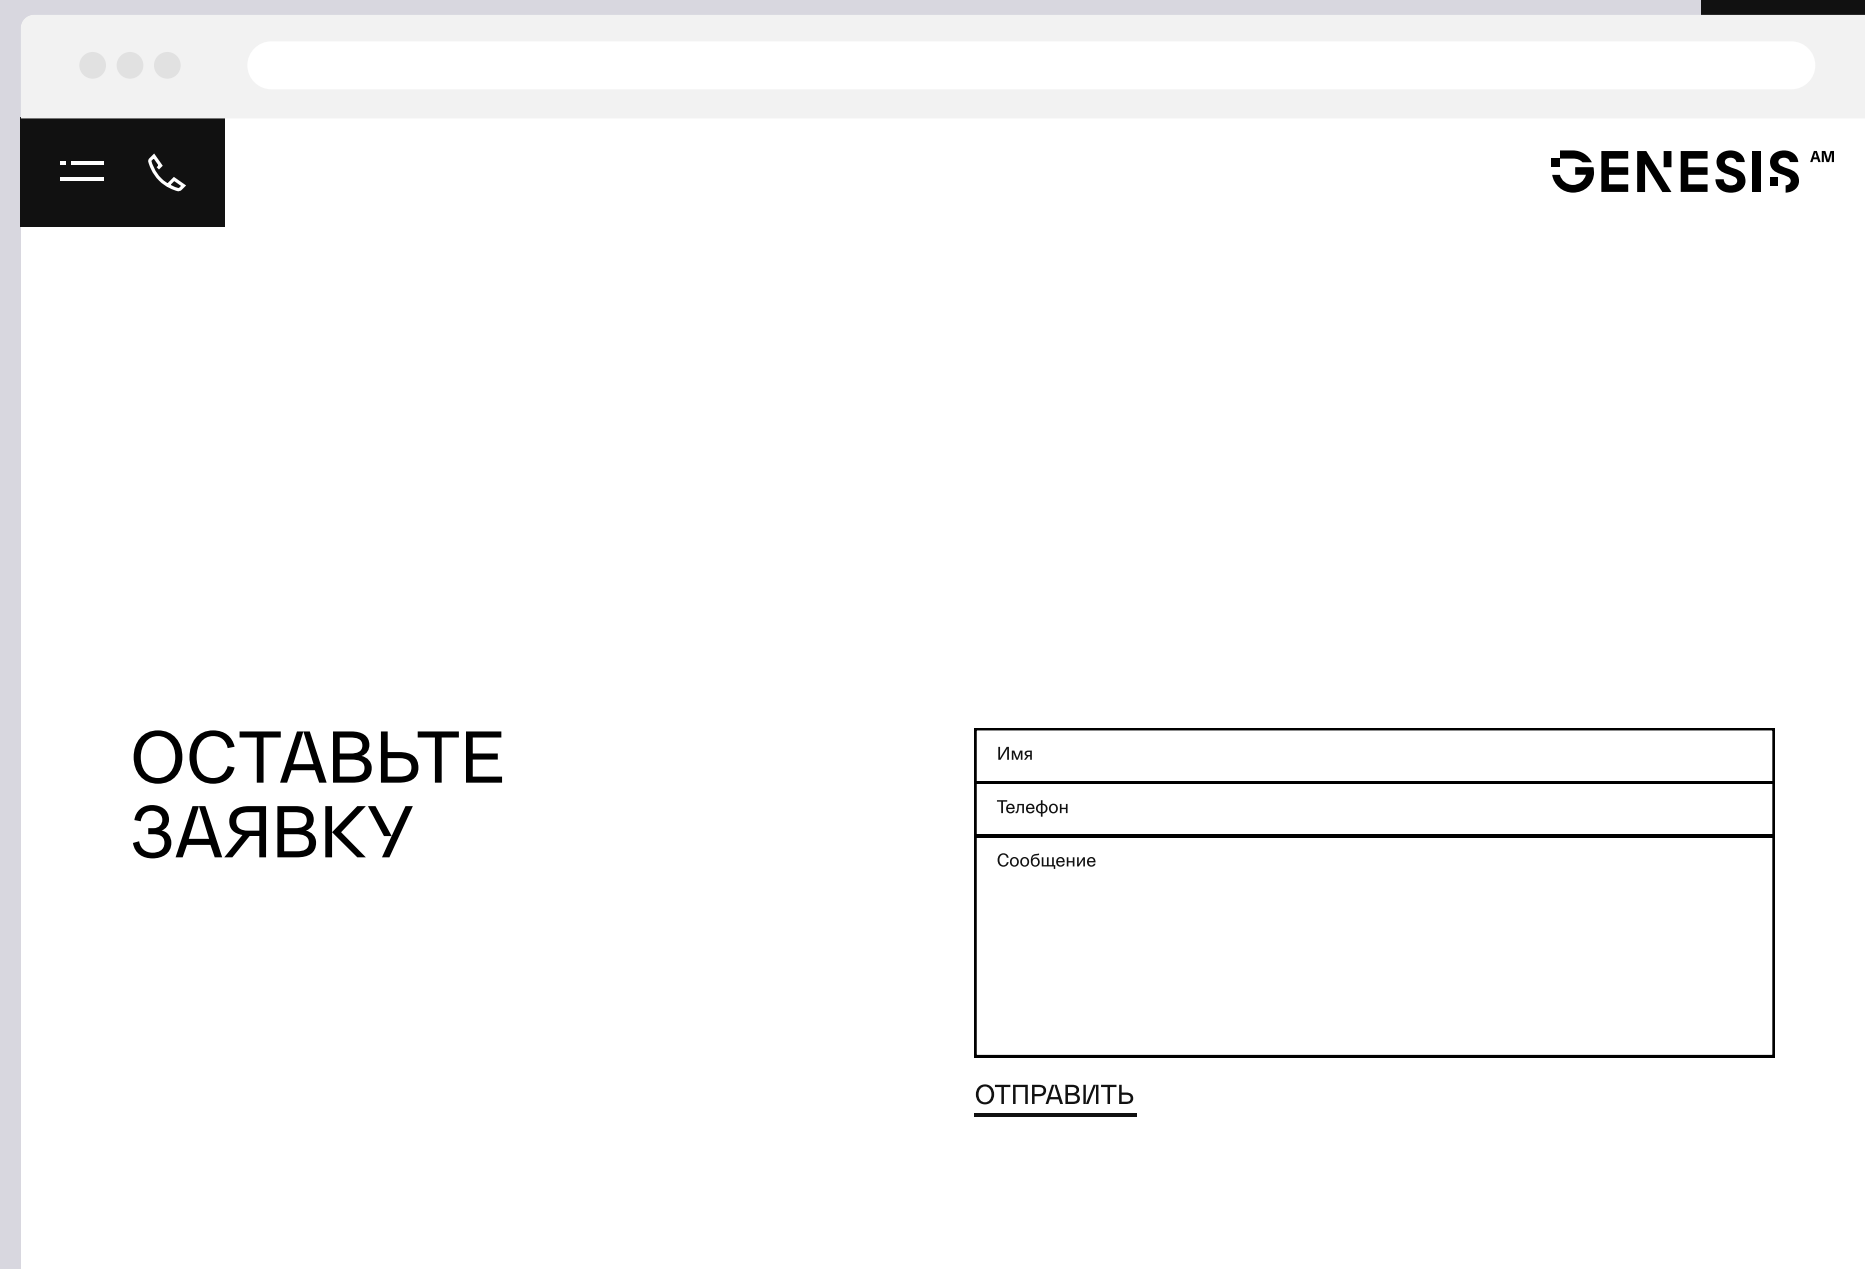 GENESIS AM
ОСТАВЬТЕ
ЗАЯВКУ
Имя
Телефон
Сообщение
ОТПРАВИТЬ